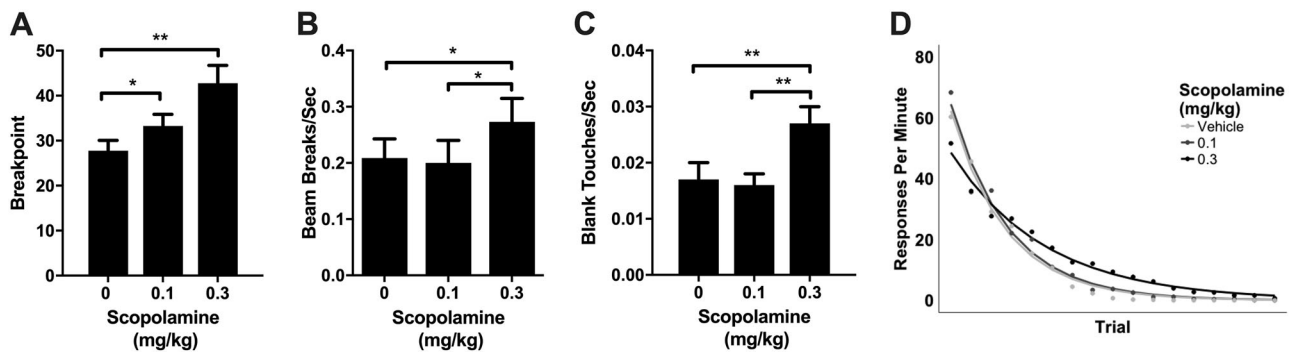 A
Breakpoint
50
40
30
20
10
0
**
*
0 0.1 0.3
Scopolamine
(mg/kg)
B
Beam Breaks/Sec
0.4
0.3
0.2
0.1
0.0
*
*
0 0.1 0.3
Scopolamine
(mg/kg)
C
Blank Touches/Sec
0.04
0.03
0.02
0.01
0.00
**
**
0 0.1 0.3
Scopolamine
(mg/kg)
D
Responses Per Minute
80
60
40
20
0
Trial
Scopolamine
(mg/kg)
Vehicle
0.1
0.3